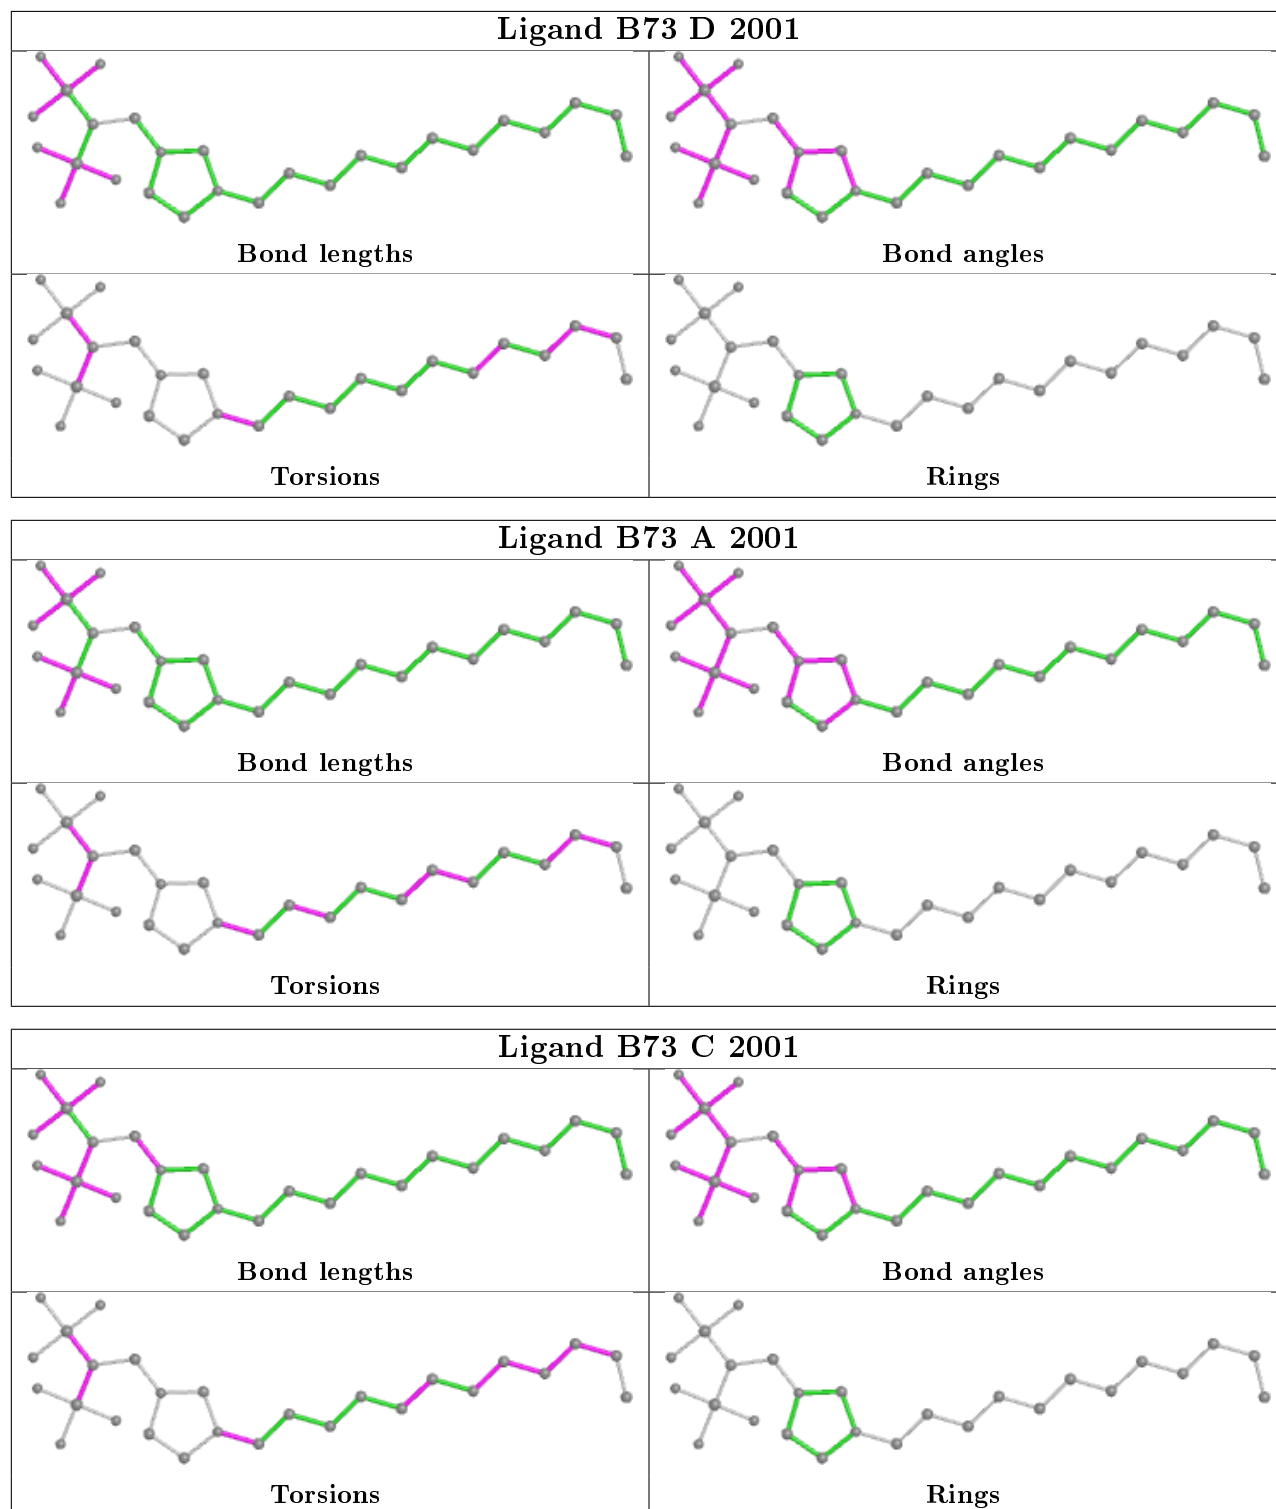 Ligand B73 D 2001
Bond lengths
Bond angles
Torsions
Rings
Ligand B73 A 2001
Bond lengths
Bond angles
Torsions
Rings
Ligand B73 C 2001
Bond lengths
Bond angles
Torsions
Rings